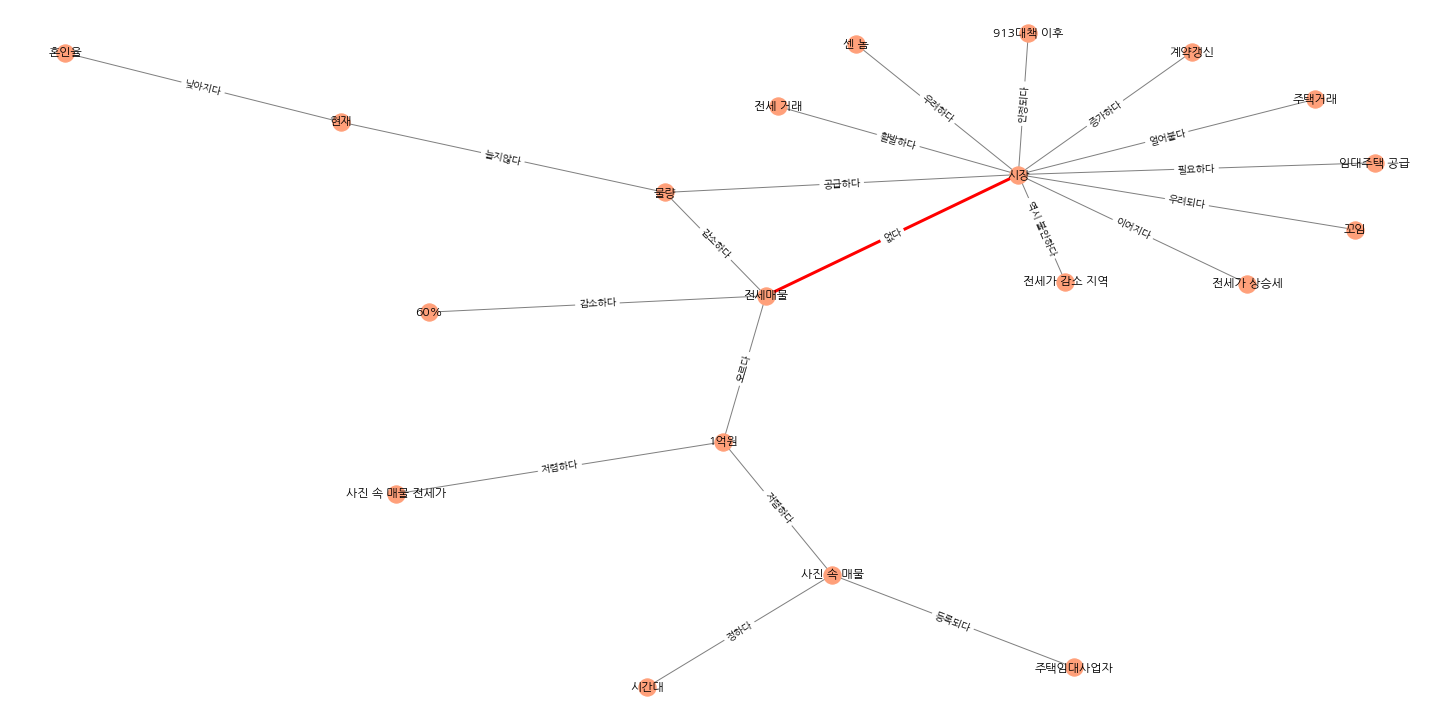 913대책 이후
센 놈
혼인율
계약갱신
낮아지다
우려하다
안정되다
주택거래
전세 거래
증가하다
현재
활발하다
얼어붙다
늘지않다
임대주택 공급
필요하다
시장
공급하다
물량
우려되다
꼬임
역시 불안하다
이어지다
없다
감소하다
전세가 감소 지역
전세가 상승세
전세매물
감소하다
60%
오르다
1억원
저렴하다
사진 속 매물 전세가
저렴하다
사진 속 매물
등록되다
정하다
주택임대사업자
시간대